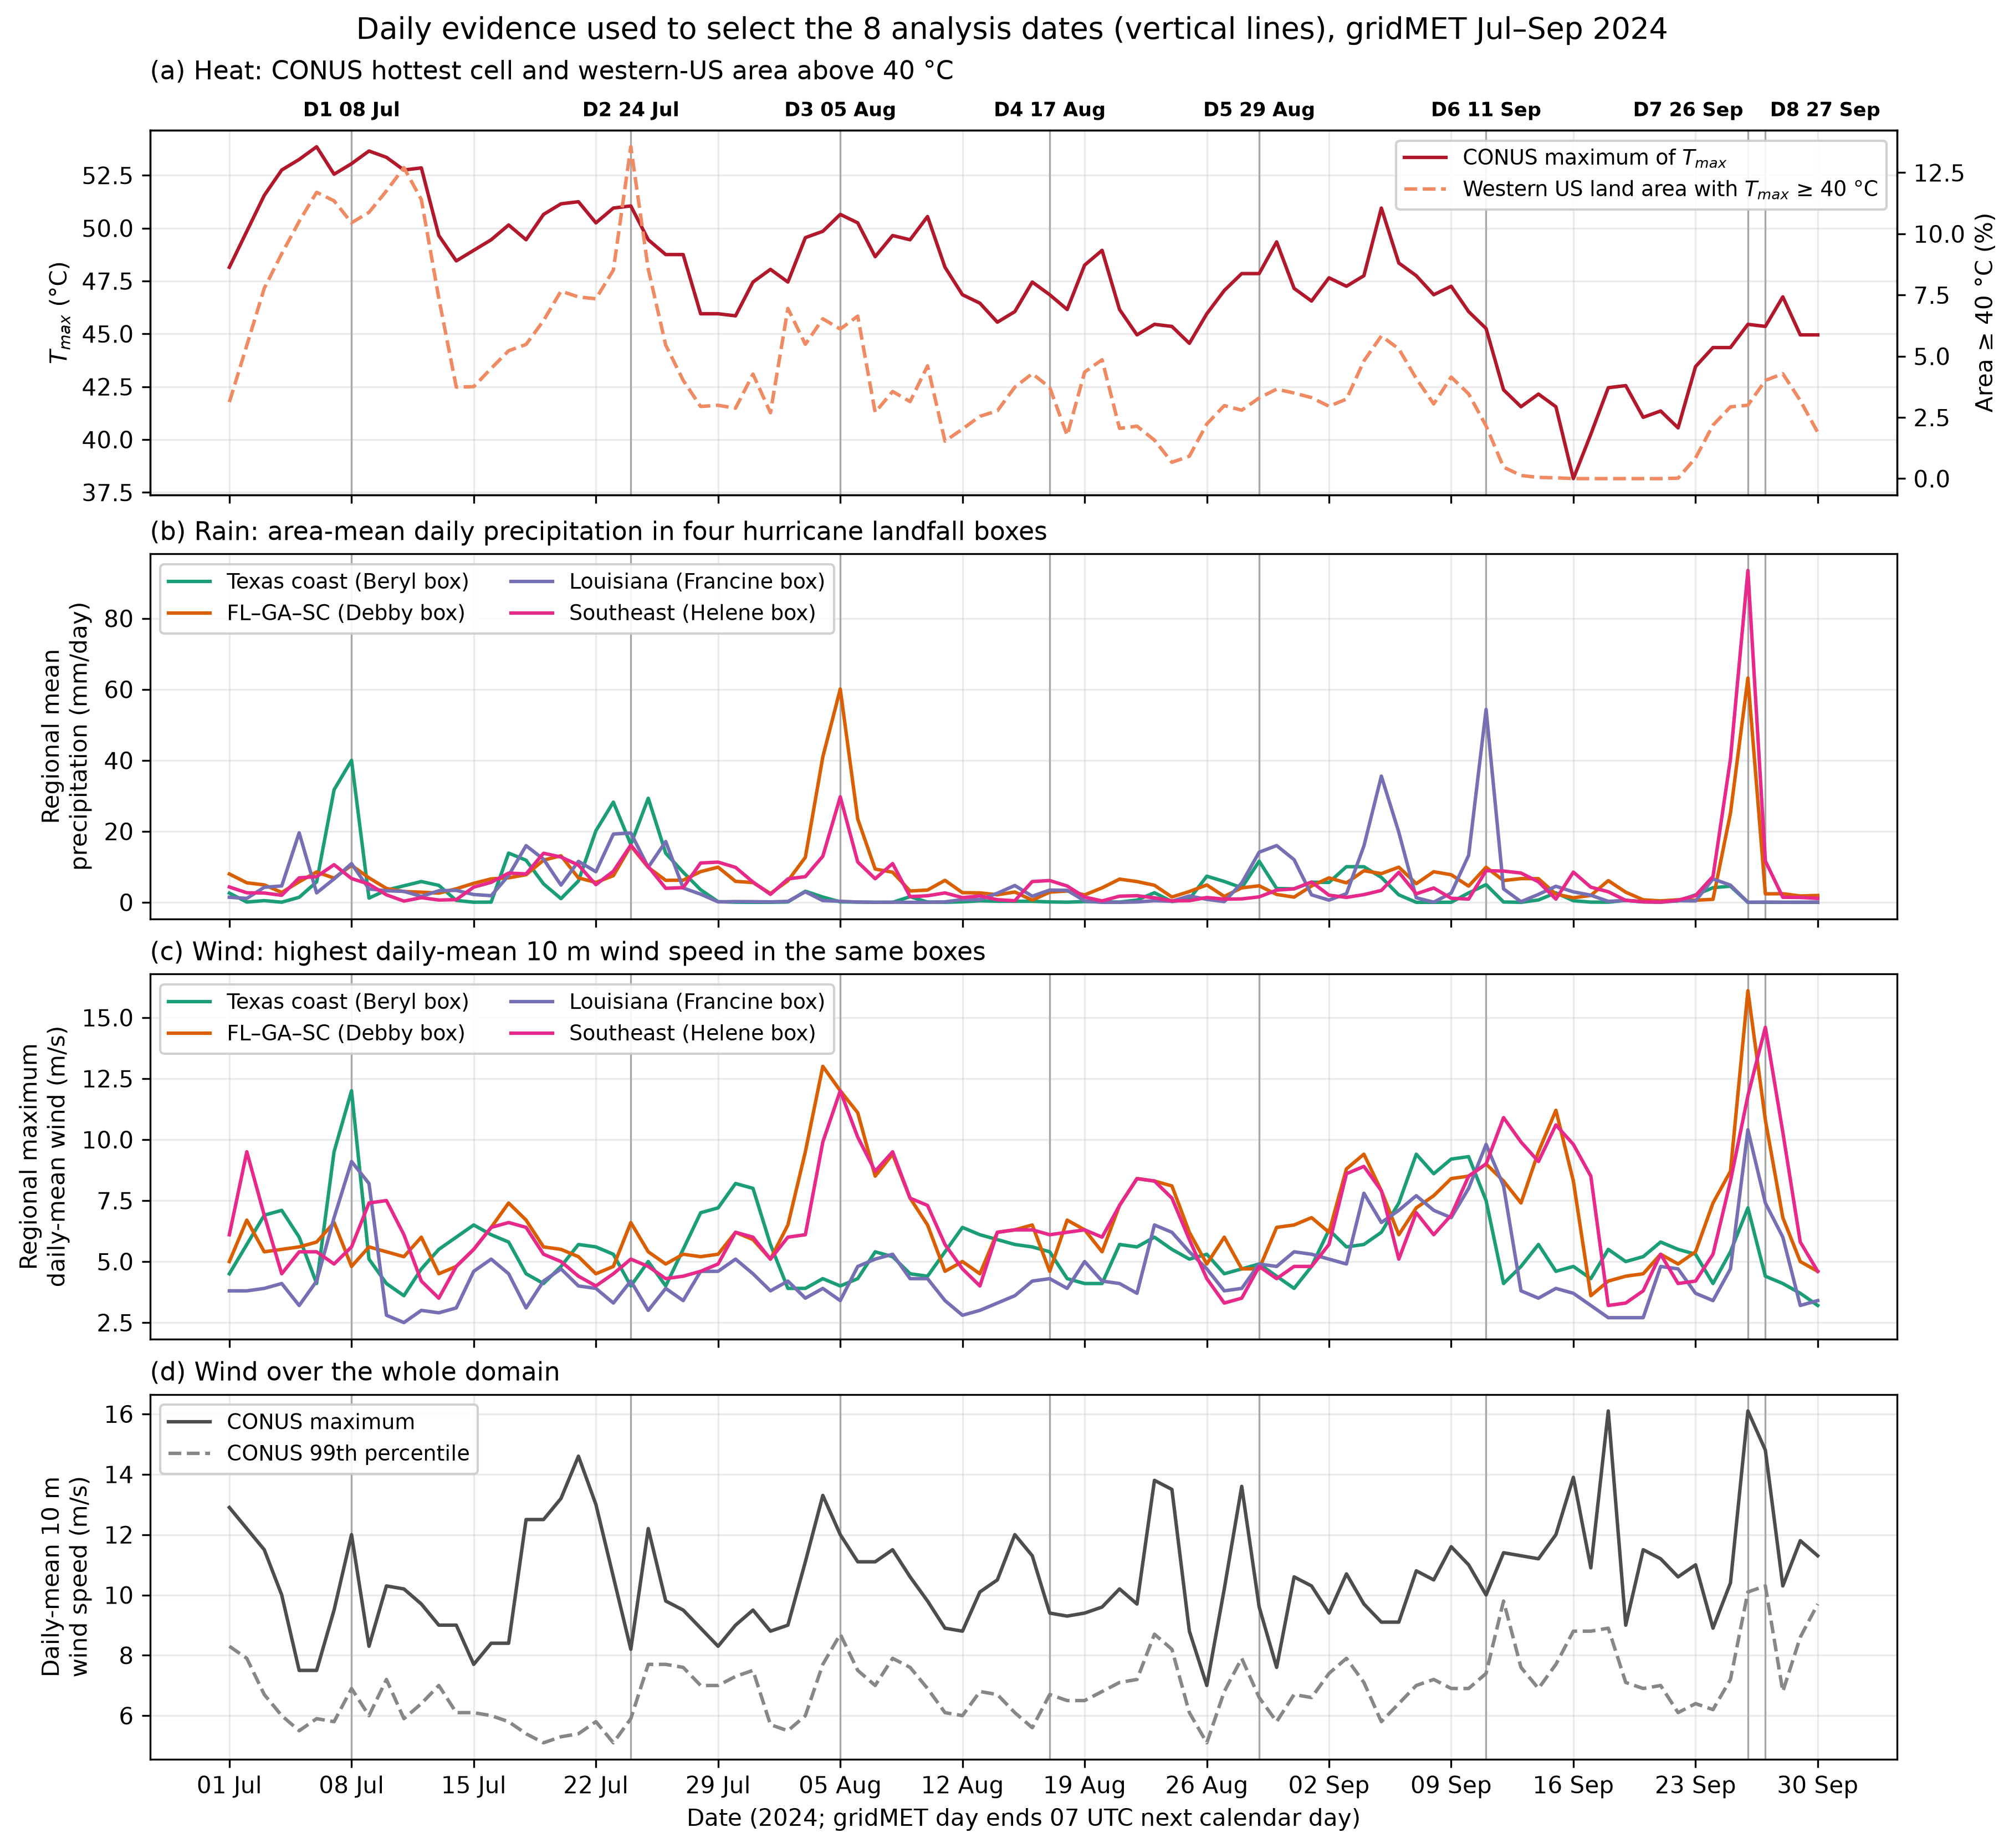 Daily evidence used to select the 8 analysis dates (vertical lines), gridMET Jul–Sep 2024
(a) Heat: CONUS hottest cell and western-US area above 40 °C
D1 08 Jul
D2 24 Jul
D3 05 Aug
D4 17 Aug
D5 29 Aug
D6 11 Sep
D7 26 Sep
D8 27 Sep
CONUS maximum of Tmax
Western US land area with Tmax ≥ 40 °C
Tmax (°C)
52.5
50.0
47.5
45.0
42.5
40.0
37.5
12.5
10.0
7.5
5.0
2.5
0.0
Area ≥ 40 °C (%)
(b) Rain: area-mean daily precipitation in four hurricane landfall boxes
Texas coast (Beryl box)
FL–GA–SC (Debby box)
Louisiana (Francine box)
Southeast (Helene box)
Regional mean
precipitation (mm/day)
80
60
40
20
0
(c) Wind: highest daily-mean 10 m wind speed in the same boxes
Texas coast (Beryl box)
FL–GA–SC (Debby box)
Louisiana (Francine box)
Southeast (Helene box)
Regional maximum
daily-mean wind (m/s)
15.0
12.5
10.0
7.5
5.0
2.5
(d) Wind over the whole domain
CONUS maximum
CONUS 99th percentile
Daily-mean 10 m
wind speed (m/s)
16
14
12
10
8
6
01 Jul
08 Jul
15 Jul
22 Jul
29 Jul
05 Aug
12 Aug
19 Aug
26 Aug
02 Sep
09 Sep
16 Sep
23 Sep
30 Sep
Date (2024; gridMET day ends 07 UTC next calendar day)